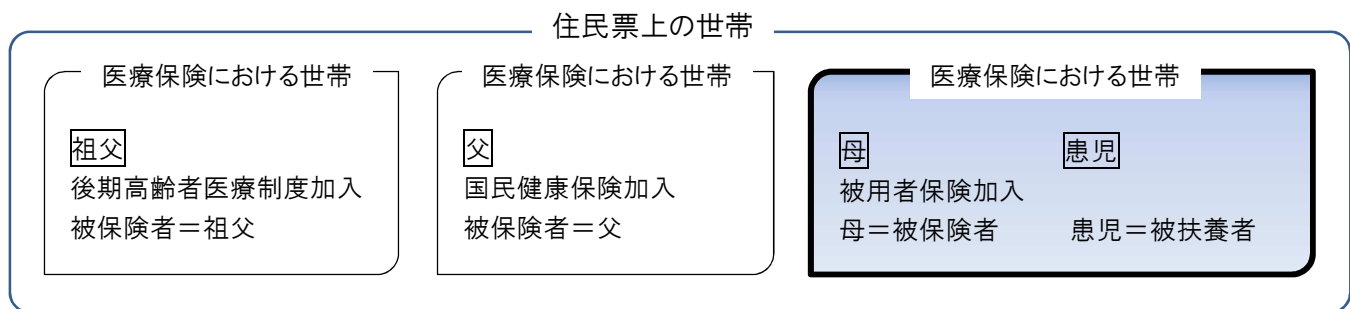 住民票上の世帯
医療保険における世帯
祖父
後期高齢者医療制度加入
被保険者＝祖父
医療保険における世帯
父
国民健康保険加入
被保険者＝父
医療保険における世帯
母 患児
被用者保険加入
母＝被保険者 患児＝被扶養者